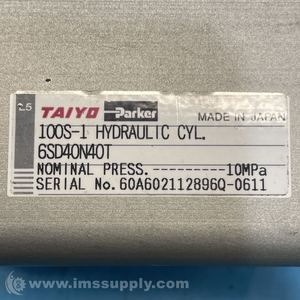 2.5
TAIYO Parker MADE IN JAPAN
100S-1 HYDRAULIC CYL.
6SD40N40T
NOMINAL PRESS.----------10MPa
SERIAL No.60A602112896Q-0611
© www.imssupply.com